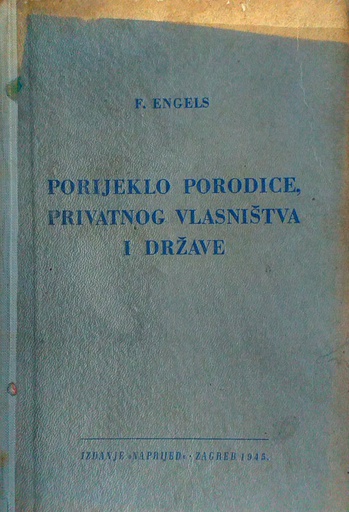 F. ENGELS
PORIJEKLO PORODICE,
PRIVATNOG VLASNIŠTVA
I DRŽAVE
IZDANJE »NAPRIJED« · ZAGREB 1945.